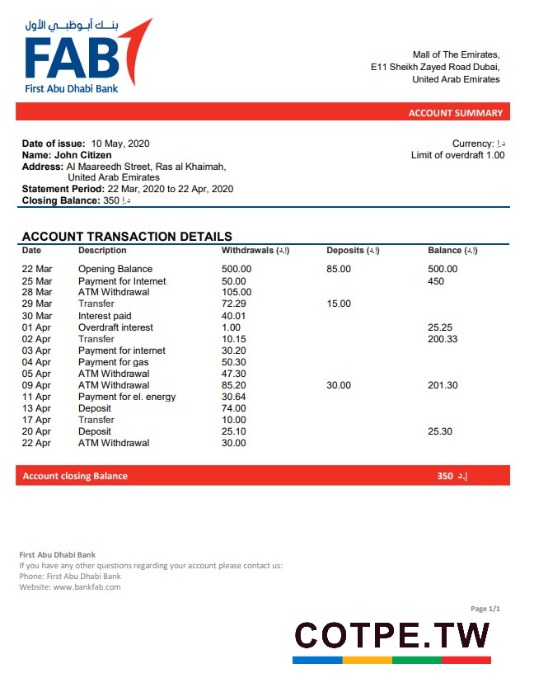 بنك أبوظبي الأول
FAB
First Abu Dhabi Bank
Mall of The Emirates,
E11 Sheikh Zayed Road Dubai,
United Arab Emirates
ACCOUNT SUMMARY
Date of issue: 10 May, 2020
Name: John Citizen
Address: Al Maareedh Street, Ras al Khaimah,
United Arab Emirates
Statement Period: 22 Mar, 2020 to 22 Apr, 2020
Closing Balance: 350 د.إ
Currency: د.إ
Limit of overdraft 1.00
ACCOUNT TRANSACTION DETAILS
Date Description Withdrawals (د.إ) Deposits (د.إ) Balance (د.إ)
22 Mar Opening Balance 500.00 85.00 500.00
25 Mar Payment for Internet 50.00 450
28 Mar ATM Withdrawal 105.00
29 Mar Transfer 72.29 15.00
30 Mar Interest paid 40.01
01 Apr Overdraft interest 1.00 25.25
02 Apr Transfer 10.15 200.33
03 Apr Payment for internet 30.20
04 Apr Payment for gas 50.30
05 Apr ATM Withdrawal 47.30
09 Apr ATM Withdrawal 85.20 30.00 201.30
11 Apr Payment for el. energy 30.64
13 Apr Deposit 74.00
17 Apr Transfer 10.00
20 Apr Deposit 25.10 25.30
22 Apr ATM Withdrawal 30.00
Account closing Balance 350 د.إ
First Abu Dhabi Bank
If you have any other questions regarding your account please contact us:
Phone: First Abu Dhabi Bank
Website: www.bankfab.com
Page 1/1
COTPE.TW